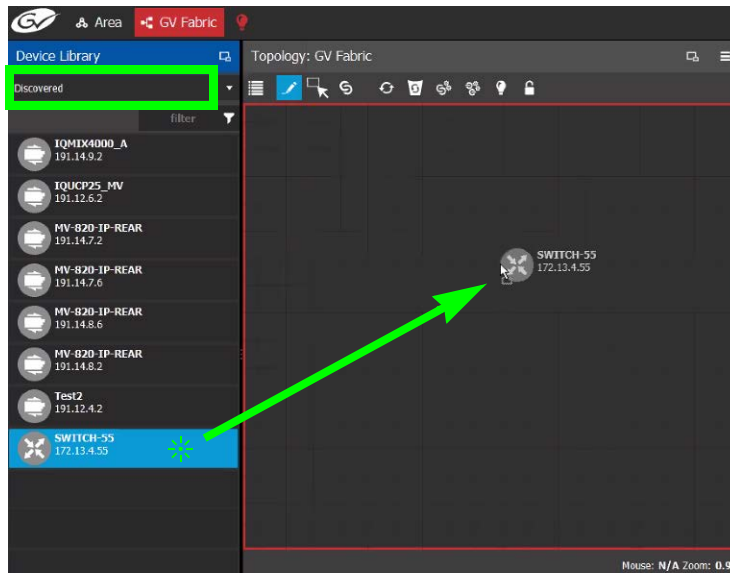 GV Area GV Fabric
Device Library
Topology: GV Fabric
Discovered
filter
IQMIX4000_A
191.14.9.2
IQUCP25_MV
191.12.6.2
MV-820-IP-REAR
191.14.7.2
MV-820-IP-REAR
191.14.7.6
MV-820-IP-REAR
191.14.8.6
MV-820-IP-REAR
191.14.8.2
Test2
191.12.4.2
SWITCH-55
172.13.4.55
SWITCH-55
172.13.4.55
Mouse: N/A Zoom: 0.9